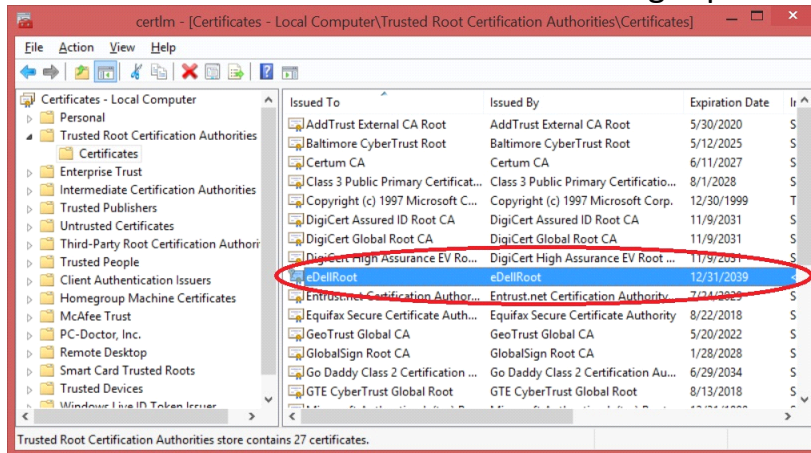 certlm - [Certificates - Local Computer\Trusted Root Certification Authorities\Certificates]
File Action View Help
Certificates - Local Computer
Personal
Trusted Root Certification Authorities
Certificates
Enterprise Trust
Intermediate Certification Authorities
Trusted Publishers
Untrusted Certificates
Third-Party Root Certification Authori
Trusted People
Client Authentication Issuers
Homegroup Machine Certificates
McAfee Trust
PC-Doctor, Inc.
Remote Desktop
Smart Card Trusted Roots
Trusted Devices
Windows Live ID Token Issuer
Issued To Issued By Expiration Date
AddTrust External CA Root AddTrust External CA Root 5/30/2020 S
Baltimore CyberTrust Root Baltimore CyberTrust Root 5/12/2025 S
Certum CA Certum CA 6/11/2027 S
Class 3 Public Primary Certificat... Class 3 Public Primary Certificatio... 8/1/2028 S
Copyright (c) 1997 Microsoft C... Copyright (c) 1997 Microsoft Corp. 12/30/1999 T
DigiCert Assured ID Root CA DigiCert Assured ID Root CA 11/9/2031 S
DigiCert Global Root CA DigiCert Global Root CA 11/9/2031 S
DigiCert High Assurance EV Ro... DigiCert High Assurance EV Root ... 11/9/2031 S
eDellRoot eDellRoot 12/31/2039 <
Entrust.net Certification Author... Entrust.net Certification Authority 7/24/2029 S
Equifax Secure Certificate Auth... Equifax Secure Certificate Authority 8/22/2018 S
GeoTrust Global CA GeoTrust Global CA 5/20/2022 S
GlobalSign Root CA GlobalSign Root CA 1/28/2028 S
Go Daddy Class 2 Certification ... Go Daddy Class 2 Certification Au... 6/29/2034 S
GTE CyberTrust Global Root GTE CyberTrust Global Root 8/13/2018 S
Trusted Root Certification Authorities store contains 27 certificates.